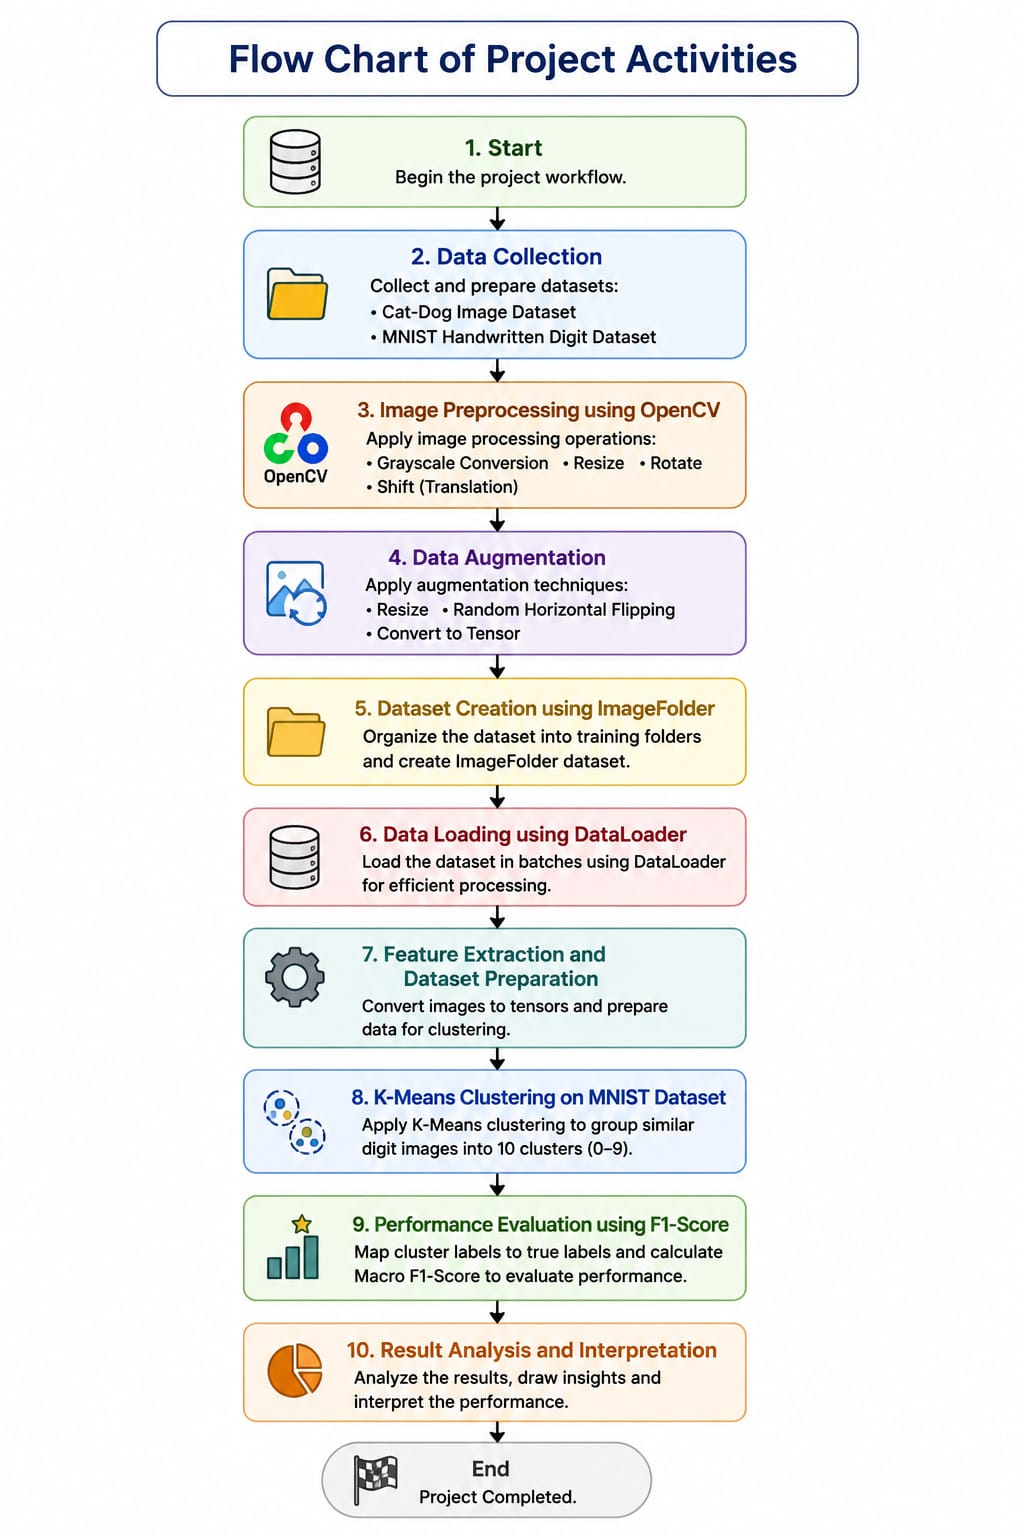 Flow Chart of Project Activities
1. Start
Begin the project workflow.
2. Data Collection
Collect and prepare datasets:
• Cat-Dog Image Dataset
• MNIST Handwritten Digit Dataset
3. Image Preprocessing using OpenCV
Apply image processing operations:
• Grayscale Conversion • Resize • Rotate
• Shift (Translation)
OpenCV
4. Data Augmentation
Apply augmentation techniques:
• Resize • Random Horizontal Flipping
• Convert to Tensor
5. Dataset Creation using ImageFolder
Organize the dataset into training folders
and create ImageFolder dataset.
6. Data Loading using DataLoader
Load the dataset in batches using DataLoader
for efficient processing.
7. Feature Extraction and
Dataset Preparation
Convert images to tensors and prepare
data for clustering.
8. K-Means Clustering on MNIST Dataset
Apply K-Means clustering to group similar
digit images into 10 clusters (0–9).
9. Performance Evaluation using F1-Score
Map cluster labels to true labels and calculate
Macro F1-Score to evaluate performance.
10. Result Analysis and Interpretation
Analyze the results, draw insights and
interpret the performance.
End
Project Completed.